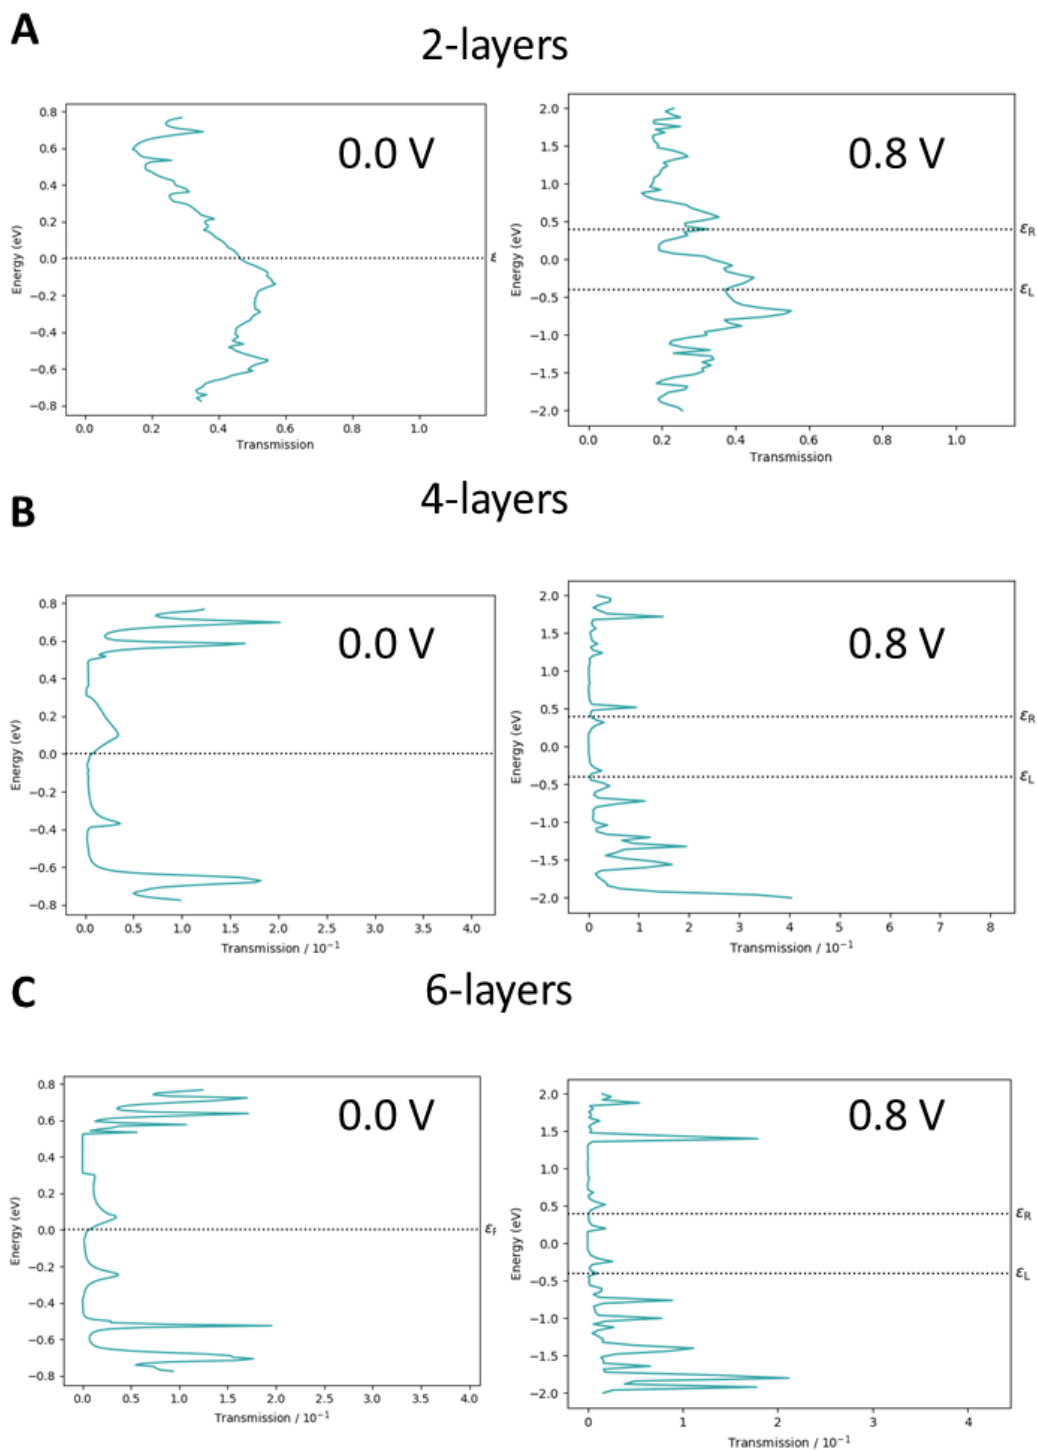 A
2-layers
0.8
0.6
0.4
0.2
0.0
−0.2
−0.4
−0.6
−0.8
Energy (eV)
0.0 V
ε
0.0 0.2 0.4 0.6 0.8 1.0
Transmission
2.0
1.5
1.0
0.5
0.0
−0.5
−1.0
−1.5
−2.0
Energy (eV)
0.8 V
εR
εL
0.0 0.2 0.4 0.6 0.8 1.0
Transmission
B
4-layers
0.8
0.6
0.4
0.2
0.0
−0.2
−0.4
−0.6
−0.8
Energy (eV)
0.0 V
0.0 0.5 1.0 1.5 2.0 2.5 3.0 3.5 4.0
Transmission / 10⁻¹
2.0
1.5
1.0
0.5
0.0
−0.5
−1.0
−1.5
−2.0
Energy (eV)
0.8 V
εR
εL
0 1 2 3 4 5 6 7 8
Transmission / 10⁻¹
C
6-layers
0.8
0.6
0.4
0.2
0.0
−0.2
−0.4
−0.6
−0.8
Energy (eV)
0.0 V
ε
0.0 0.5 1.0 1.5 2.0 2.5 3.0 3.5 4.0
Transmission / 10⁻¹
2.0
1.5
1.0
0.5
0.0
−0.5
−1.0
−1.5
−2.0
Energy (eV)
0.8 V
εR
εL
0 1 2 3 4
Transmission / 10⁻¹